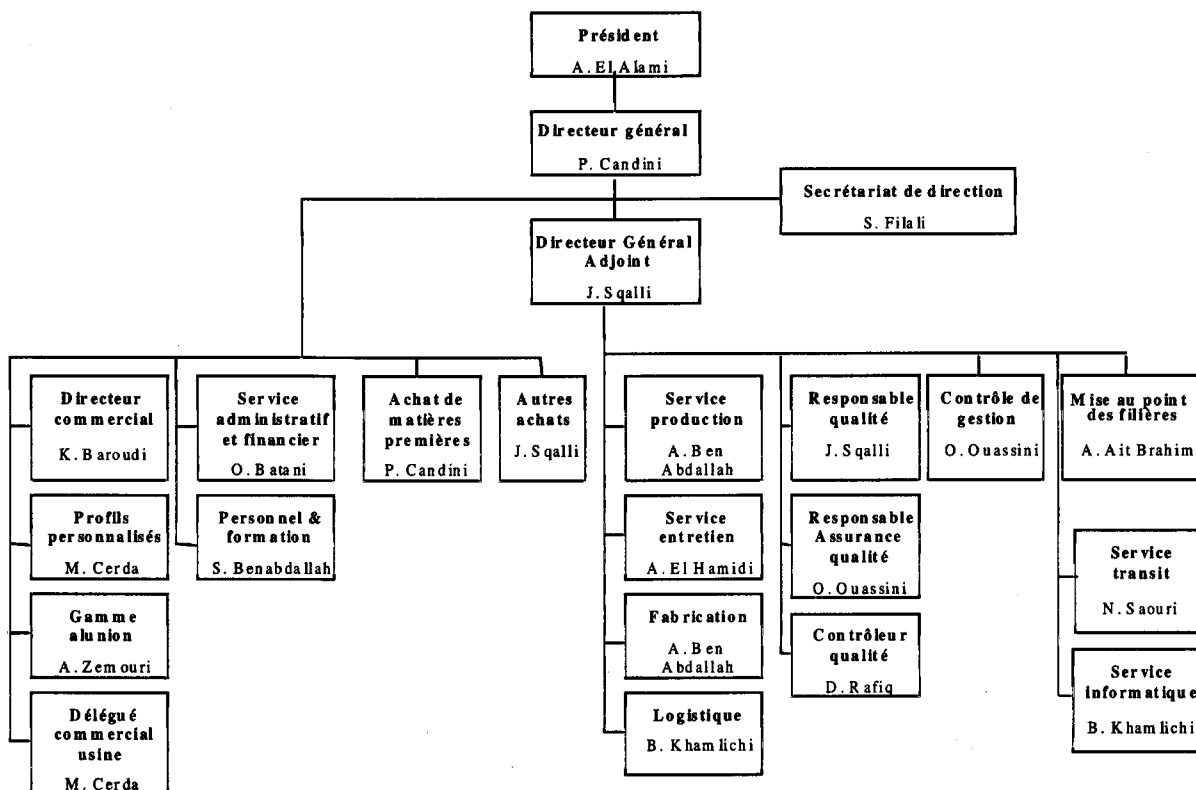 Président
A. El Alami
Directeur général
P. Candini
Secrétariat de direction
S. Filali
Directeur Général
Adjoint
J. Sqalli
Directeur
commercial
K. Baroudi
Service
administratif
et financier
O. Batani
Achat de
matières
premières
P. Candini
Autres
achats
J. Sqalli
Service
production
A. Ben
Abdallah
Responsable
qualité
J. Sqalli
Contrôle de
gestion
O. Ouassini
Mise au point
des filières
A. Ait Brahim
Profils
personnalisés
M. Cerda
Personnel &
formation
S. Benabdallah
Service
entretien
A. El Hamidi
Responsable
Assurance
qualité
O. Ouassini
Service
transit
N. Saouri
Gamme
alunion
A. Zemouri
Fabrication
A. Ben
Abdallah
Contrôleur
qualité
D. Rafiq
Service
informatique
B. Khamlichi
Délégué
commercial
usine
M. Cerda
Logistique
B. Khamlichi